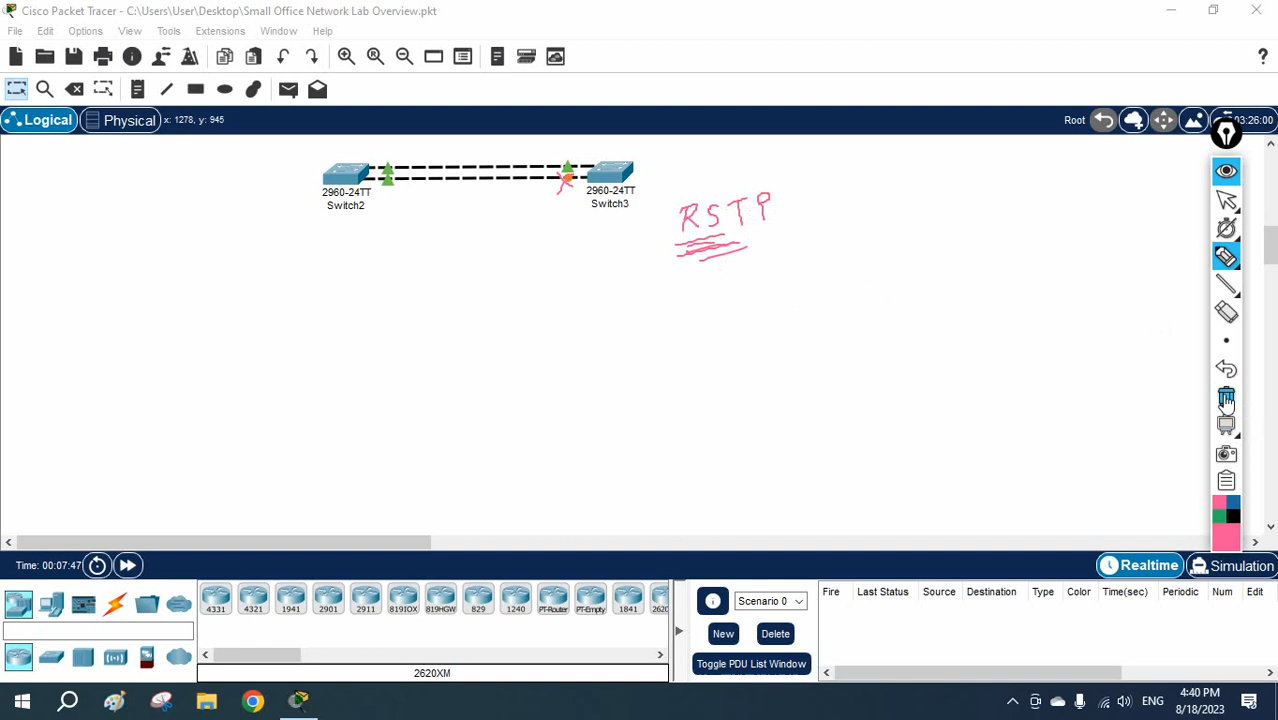 Cisco Packet Tracer - C:\Users\User\Desktop\Small Office Network Lab Overview.pkt
File Edit Options View Tools Extensions Window Help
?
Logical Physical x: 1278, y: 945 Root 03:26:00
2960-24TT
Switch2
2960-24TT
Switch3
RSTP
Time: 00:07:47 Realtime Simulation
4331 4321 1941 2901 2911 819IOX 819HGW 829 1240 PT-Router PT-Empty 1841 2620
2620XM
Scenario 0
New Delete
Toggle PDU List Window
Fire Last Status Source Destination Type Color Time(sec) Periodic Num Edit
ENG
4:40 PM
8/18/2023